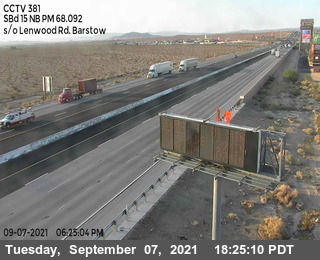 CCTV 381
SBd 15 NB PM 68.092
s/o Lenwood Rd. Barstow
09-07-2021 06:25:04 PM
Tuesday, September 07, 2021 18:25:10 PDT